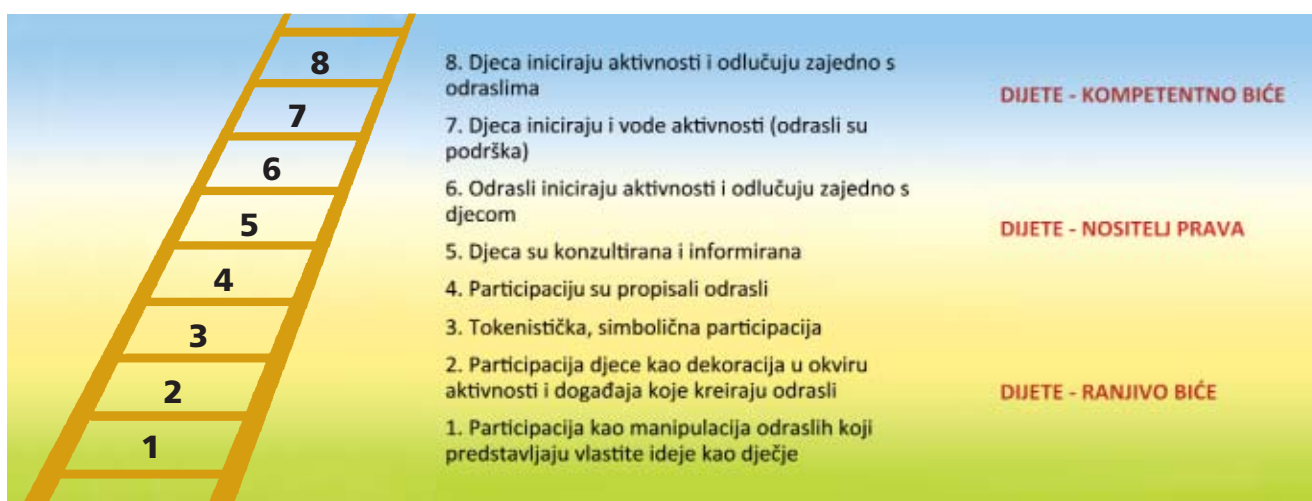 8
7
6
5
4
3
2
1
8. Djeca iniciraju aktivnosti i odlučuju zajedno s
odraslima
7. Djeca iniciraju i vode aktivnosti (odrasli su
podrška)
6. Odrasli iniciraju aktivnosti i odlučuju zajedno s
djecom
5. Djeca su konzultirana i informirana
4. Participaciju su propisali odrasli
3. Tokenistička, simbolična participacija
2. Participacija djece kao dekoracija u okviru
aktivnosti i događaja koje kreiraju odrasli
1. Participacija kao manipulacija odraslih koji
predstavljaju vlastite ideje kao dječje
DIJETE - KOMPETENTNO BIĆE
DIJETE - NOSITELJ PRAVA
DIJETE - RANJIVO BIĆE